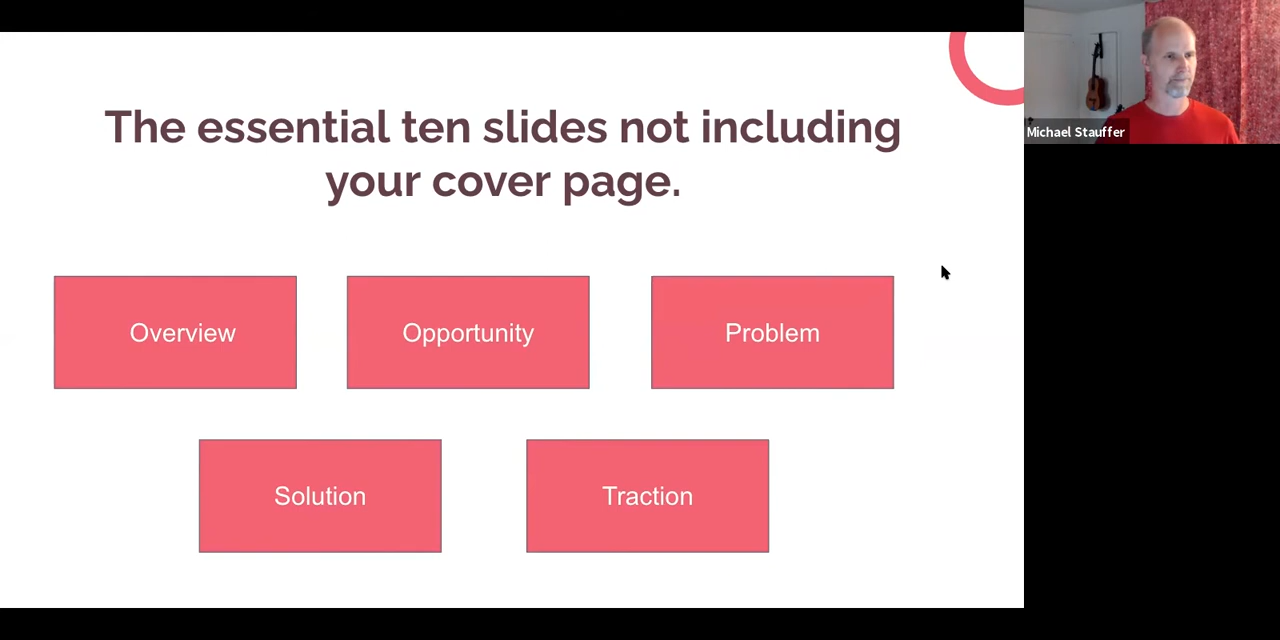 The essential ten slides not including
your cover page.
Michael Stauffer
Overview
Opportunity
Problem
Solution
Traction